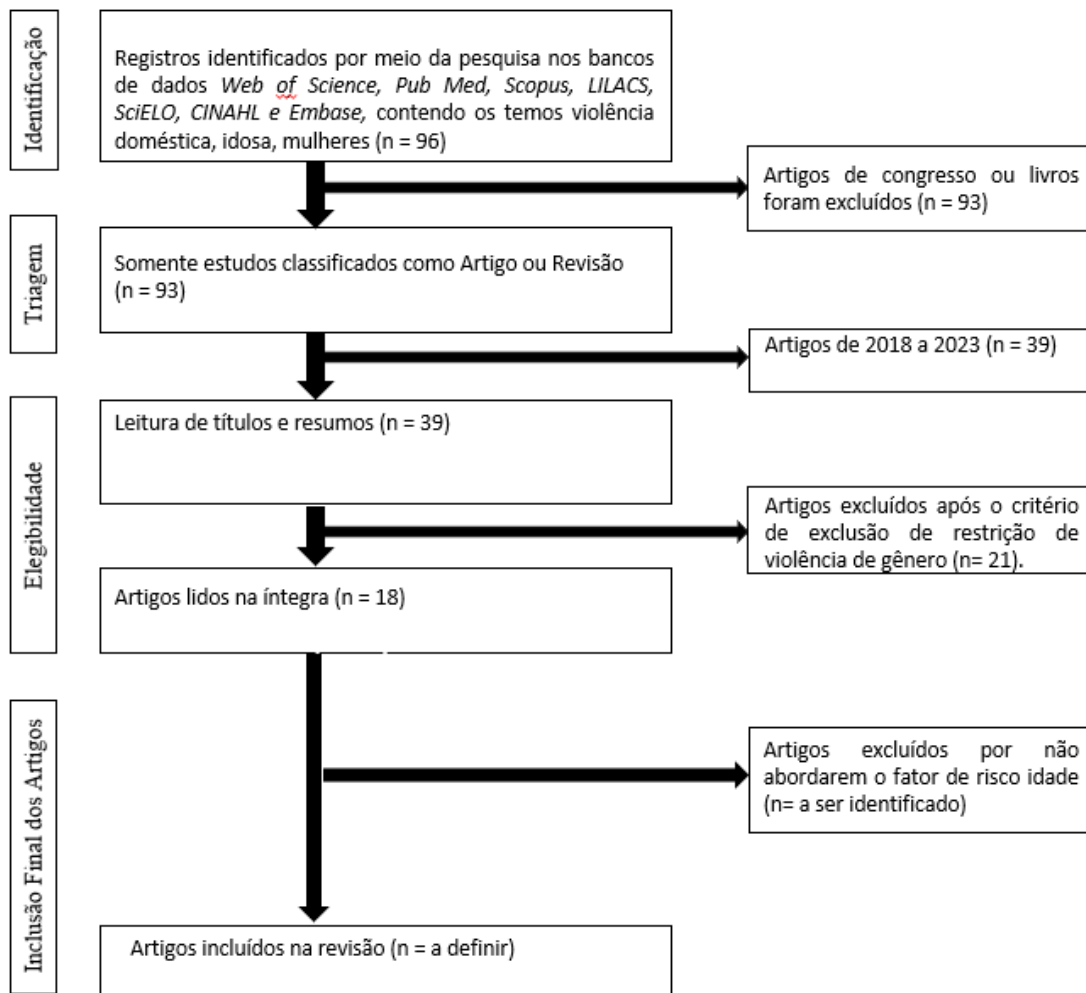 Identificação
Registros identificados por meio da pesquisa nos bancos
de dados Web of Science, Pub Med, Scopus, LILACS,
SciELO, CINAHL e Embase, contendo os temos violência
doméstica, idosa, mulheres (n = 96)
Artigos de congresso ou livros
foram excluídos (n = 93)
Triagem
Somente estudos classificados como Artigo ou Revisão
(n = 93)
Artigos de 2018 a 2023 (n = 39)
Elegibilidade
Leitura de títulos e resumos (n = 39)
Artigos excluídos após o critério
de exclusão de restrição de
violência de gênero (n= 21).
Artigos lidos na íntegra (n = 18)
Inclusão Final dos Artigos
Artigos excluídos por não
abordarem o fator de risco idade
(n= a ser identificado)
Artigos incluídos na revisão (n = a definir)